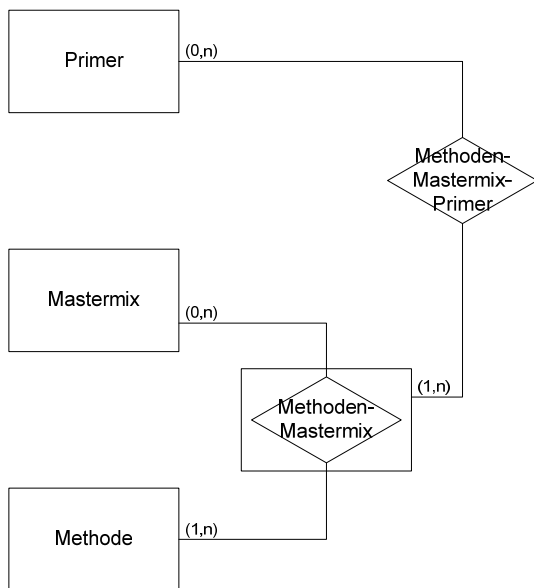 Primer
(0,n)
Methoden-
Mastermix-
Primer
Mastermix
(0,n)
(1,n)
Methoden-
Mastermix
Methode
(1,n)